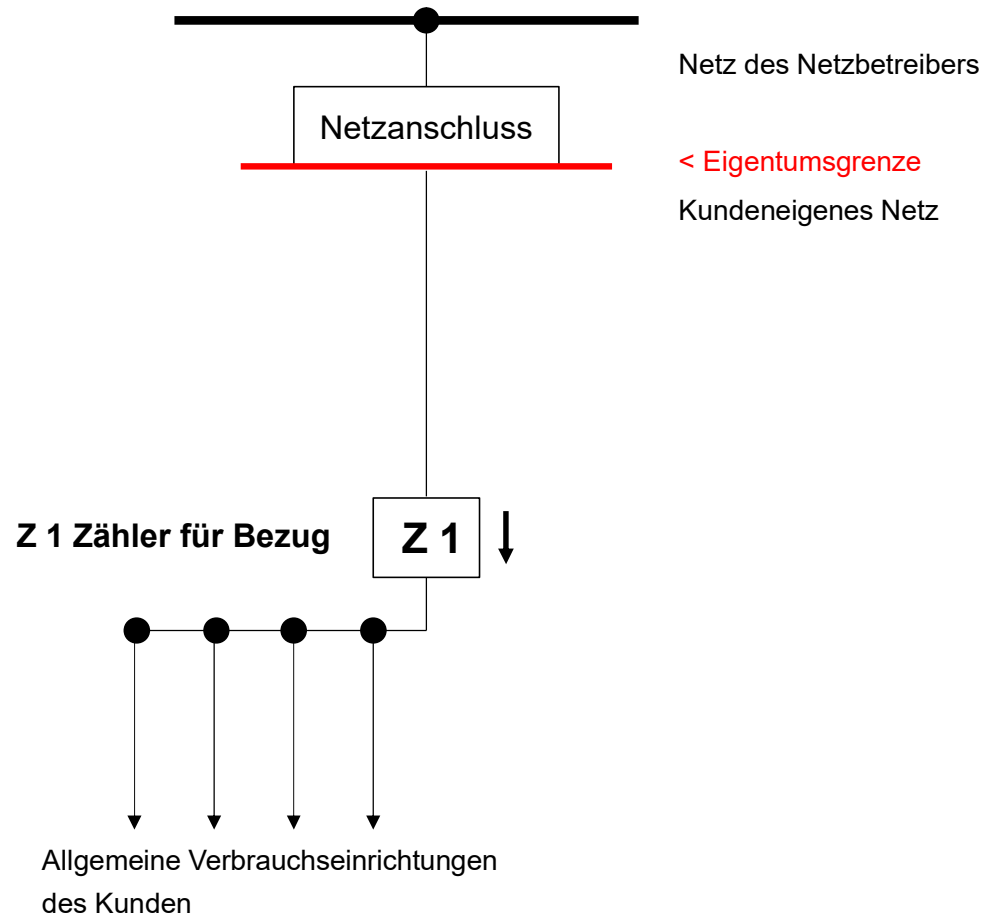 Netz des Netzbetreibers
Netzanschluss
< Eigentumsgrenze
Kundeneigenes Netz
Z 1 Zähler für Bezug
Z 1
Allgemeine Verbrauchseinrichtungen
des Kunden